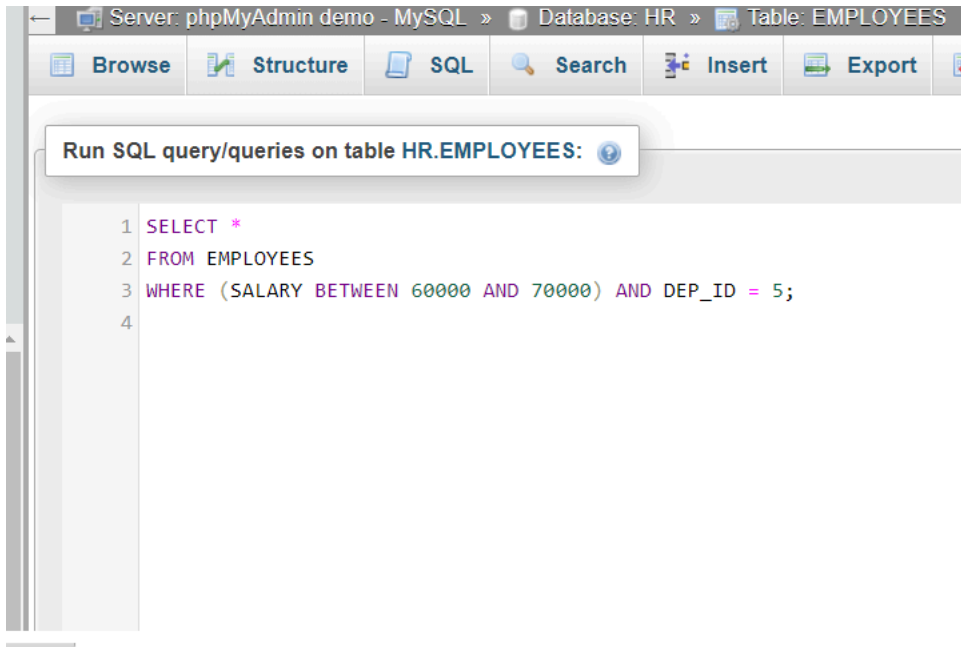 ← Server: phpMyAdmin demo - MySQL » Database: HR » Table: EMPLOYEES
Browse Structure SQL Search Insert Export
Run SQL query/queries on table HR.EMPLOYEES:
1 SELECT *
2 FROM EMPLOYEES
3 WHERE (SALARY BETWEEN 60000 AND 70000) AND DEP_ID = 5;
4